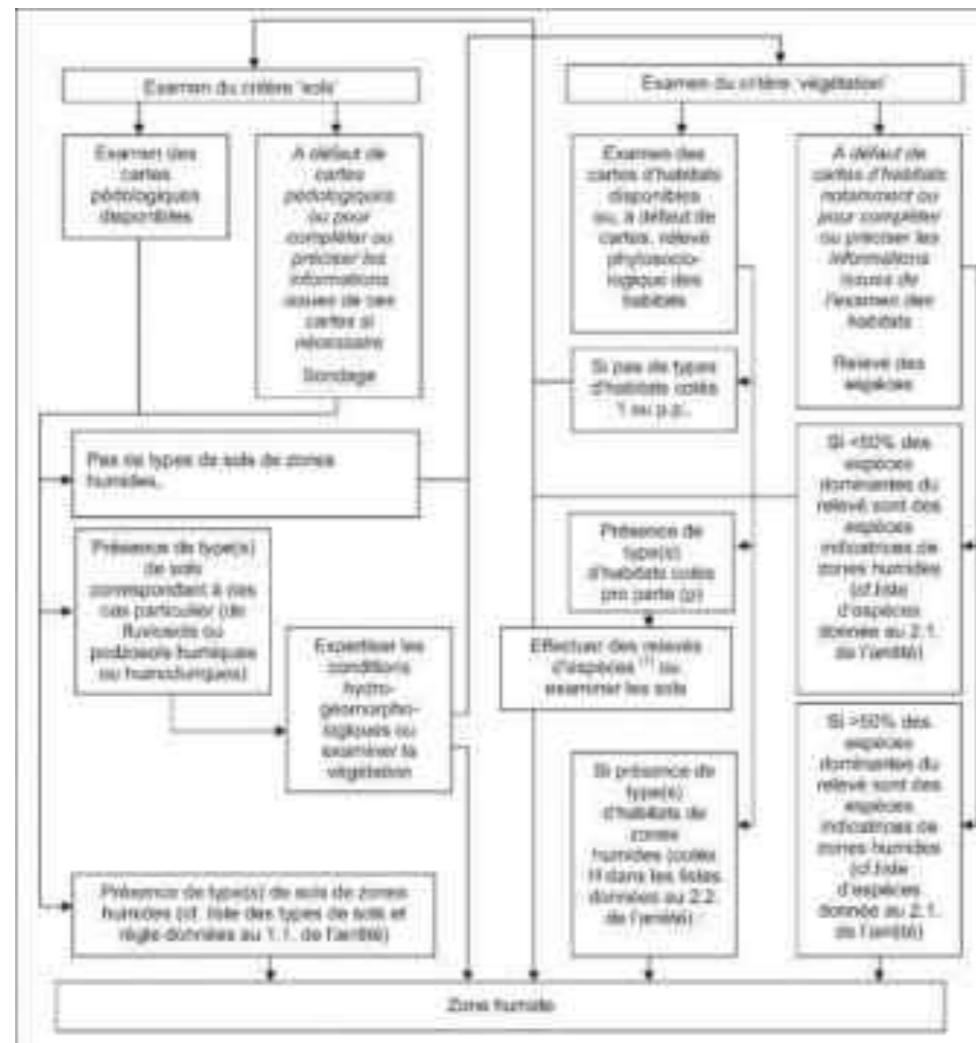 Examen du critère 'sols'
Examen des
cartes
pédologiques
disponibles
A défaut de
cartes
pédologiques
ou pour
compléter ou
préciser les
informations
issues de ces
cartes si
nécessaire
Sondage
Pas de types de sols de zones
humides.
Présence de type(s)
de sols
correspondant à des
cas particulier (de
fluviosols ou
podzosols humiques
ou humoduriques)
Expertiser les
conditions
hydro-
géomorpho-
logiques ou
examiner la
végétation
Présence de type(s) de sols de zones
humides (cf. liste des types de sols et
règle données au 1.1. de l'arrêté)
Examen du critère 'végétation'
Examen des
cartes d'habitats
disponibles
ou, à défaut de
cartes, relevé
phytosocio-
logique des
habitats
A défaut de
cartes d'habitats
notamment ou
pour compléter
ou préciser les
informations
issues de
l'examen des
habitats
Relevé des
espèces
Si pas de types
d'habitats cotés
ou p.p.
Présence de
type(s)
d'habitats cotés
pro parte (p)
Effectuer des relevés
d'espèces ou
examiner les sols
Si présence de
type(s)
d'habitats de
zones
humides (cotés
H dans les listes
données au 2.2.
de l'arrêté)
Si <50% des
espèces
dominantes du
relevé sont des
espèces
indicatrices de
zones humides
(cf.liste
d'espèces
donnée au 2.1.
de l'arrêté)
Si >50% des
espèces
dominantes du
relevé sont des
espèces
indicatrices de
zones humides
(cf.liste
d'espèces
donnée au 2.1.
de l'arrêté)
Zone humide